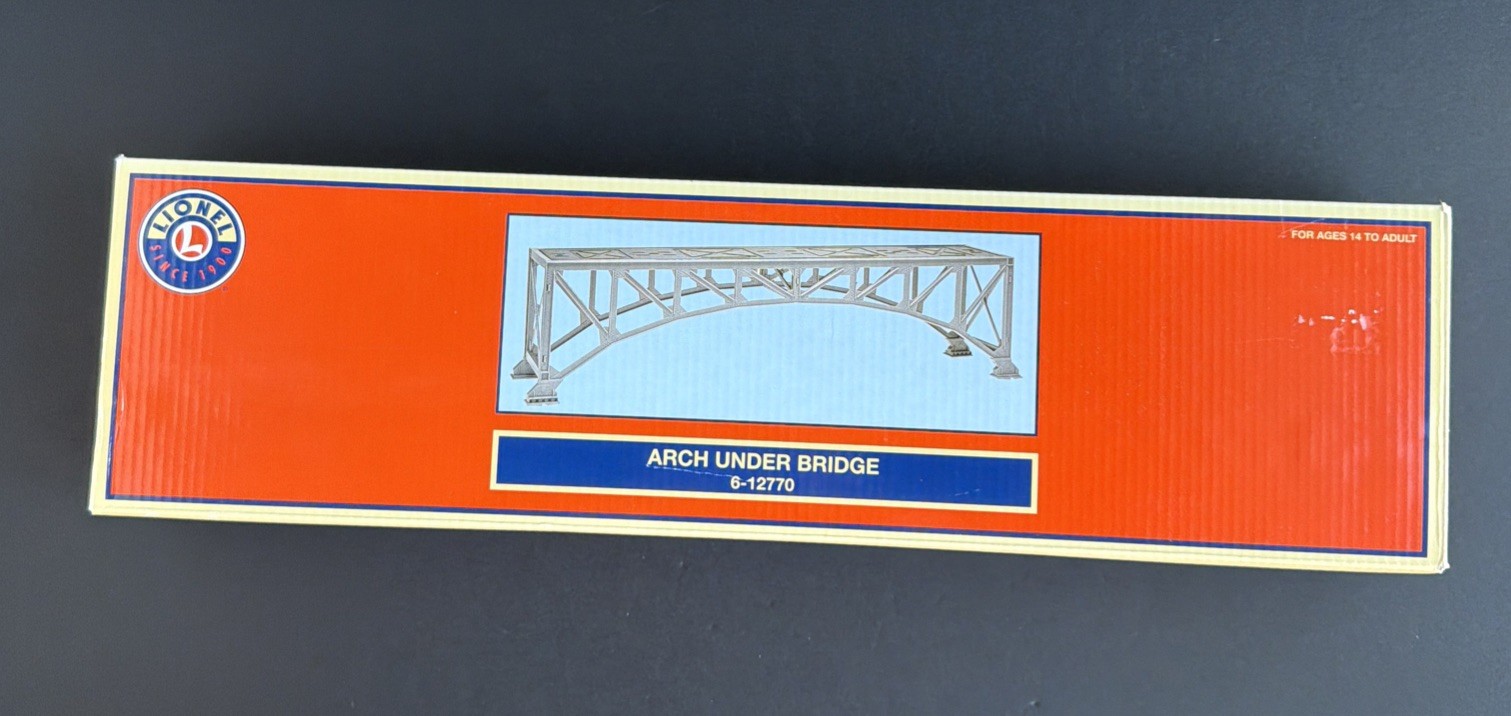 LIONEL
L
SINCE 1900
FOR AGES 14 TO ADULT
ARCH UNDER BRIDGE
6-12770